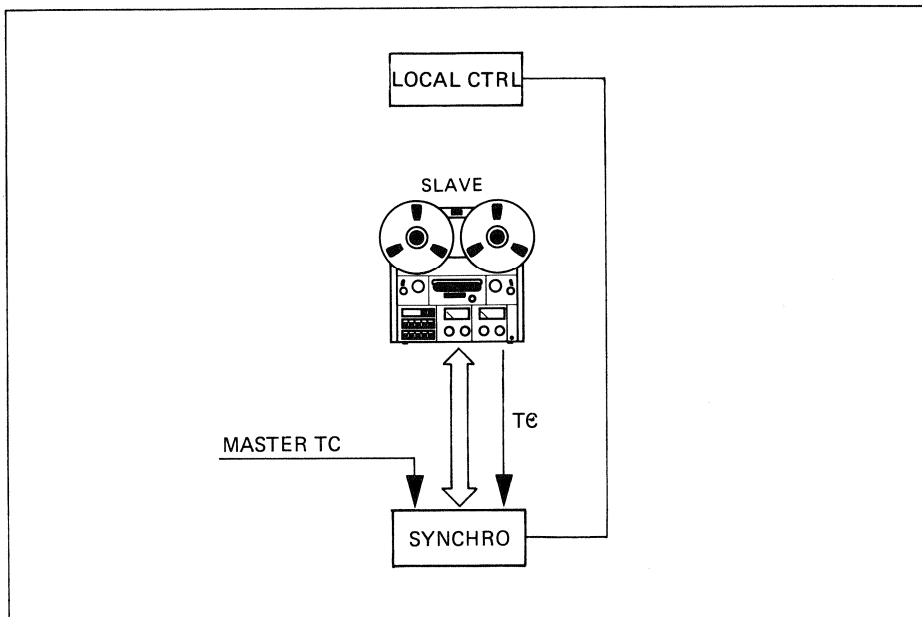 LOCAL CTRL
SLAVE
TC
MASTER TC
SYNCHRO